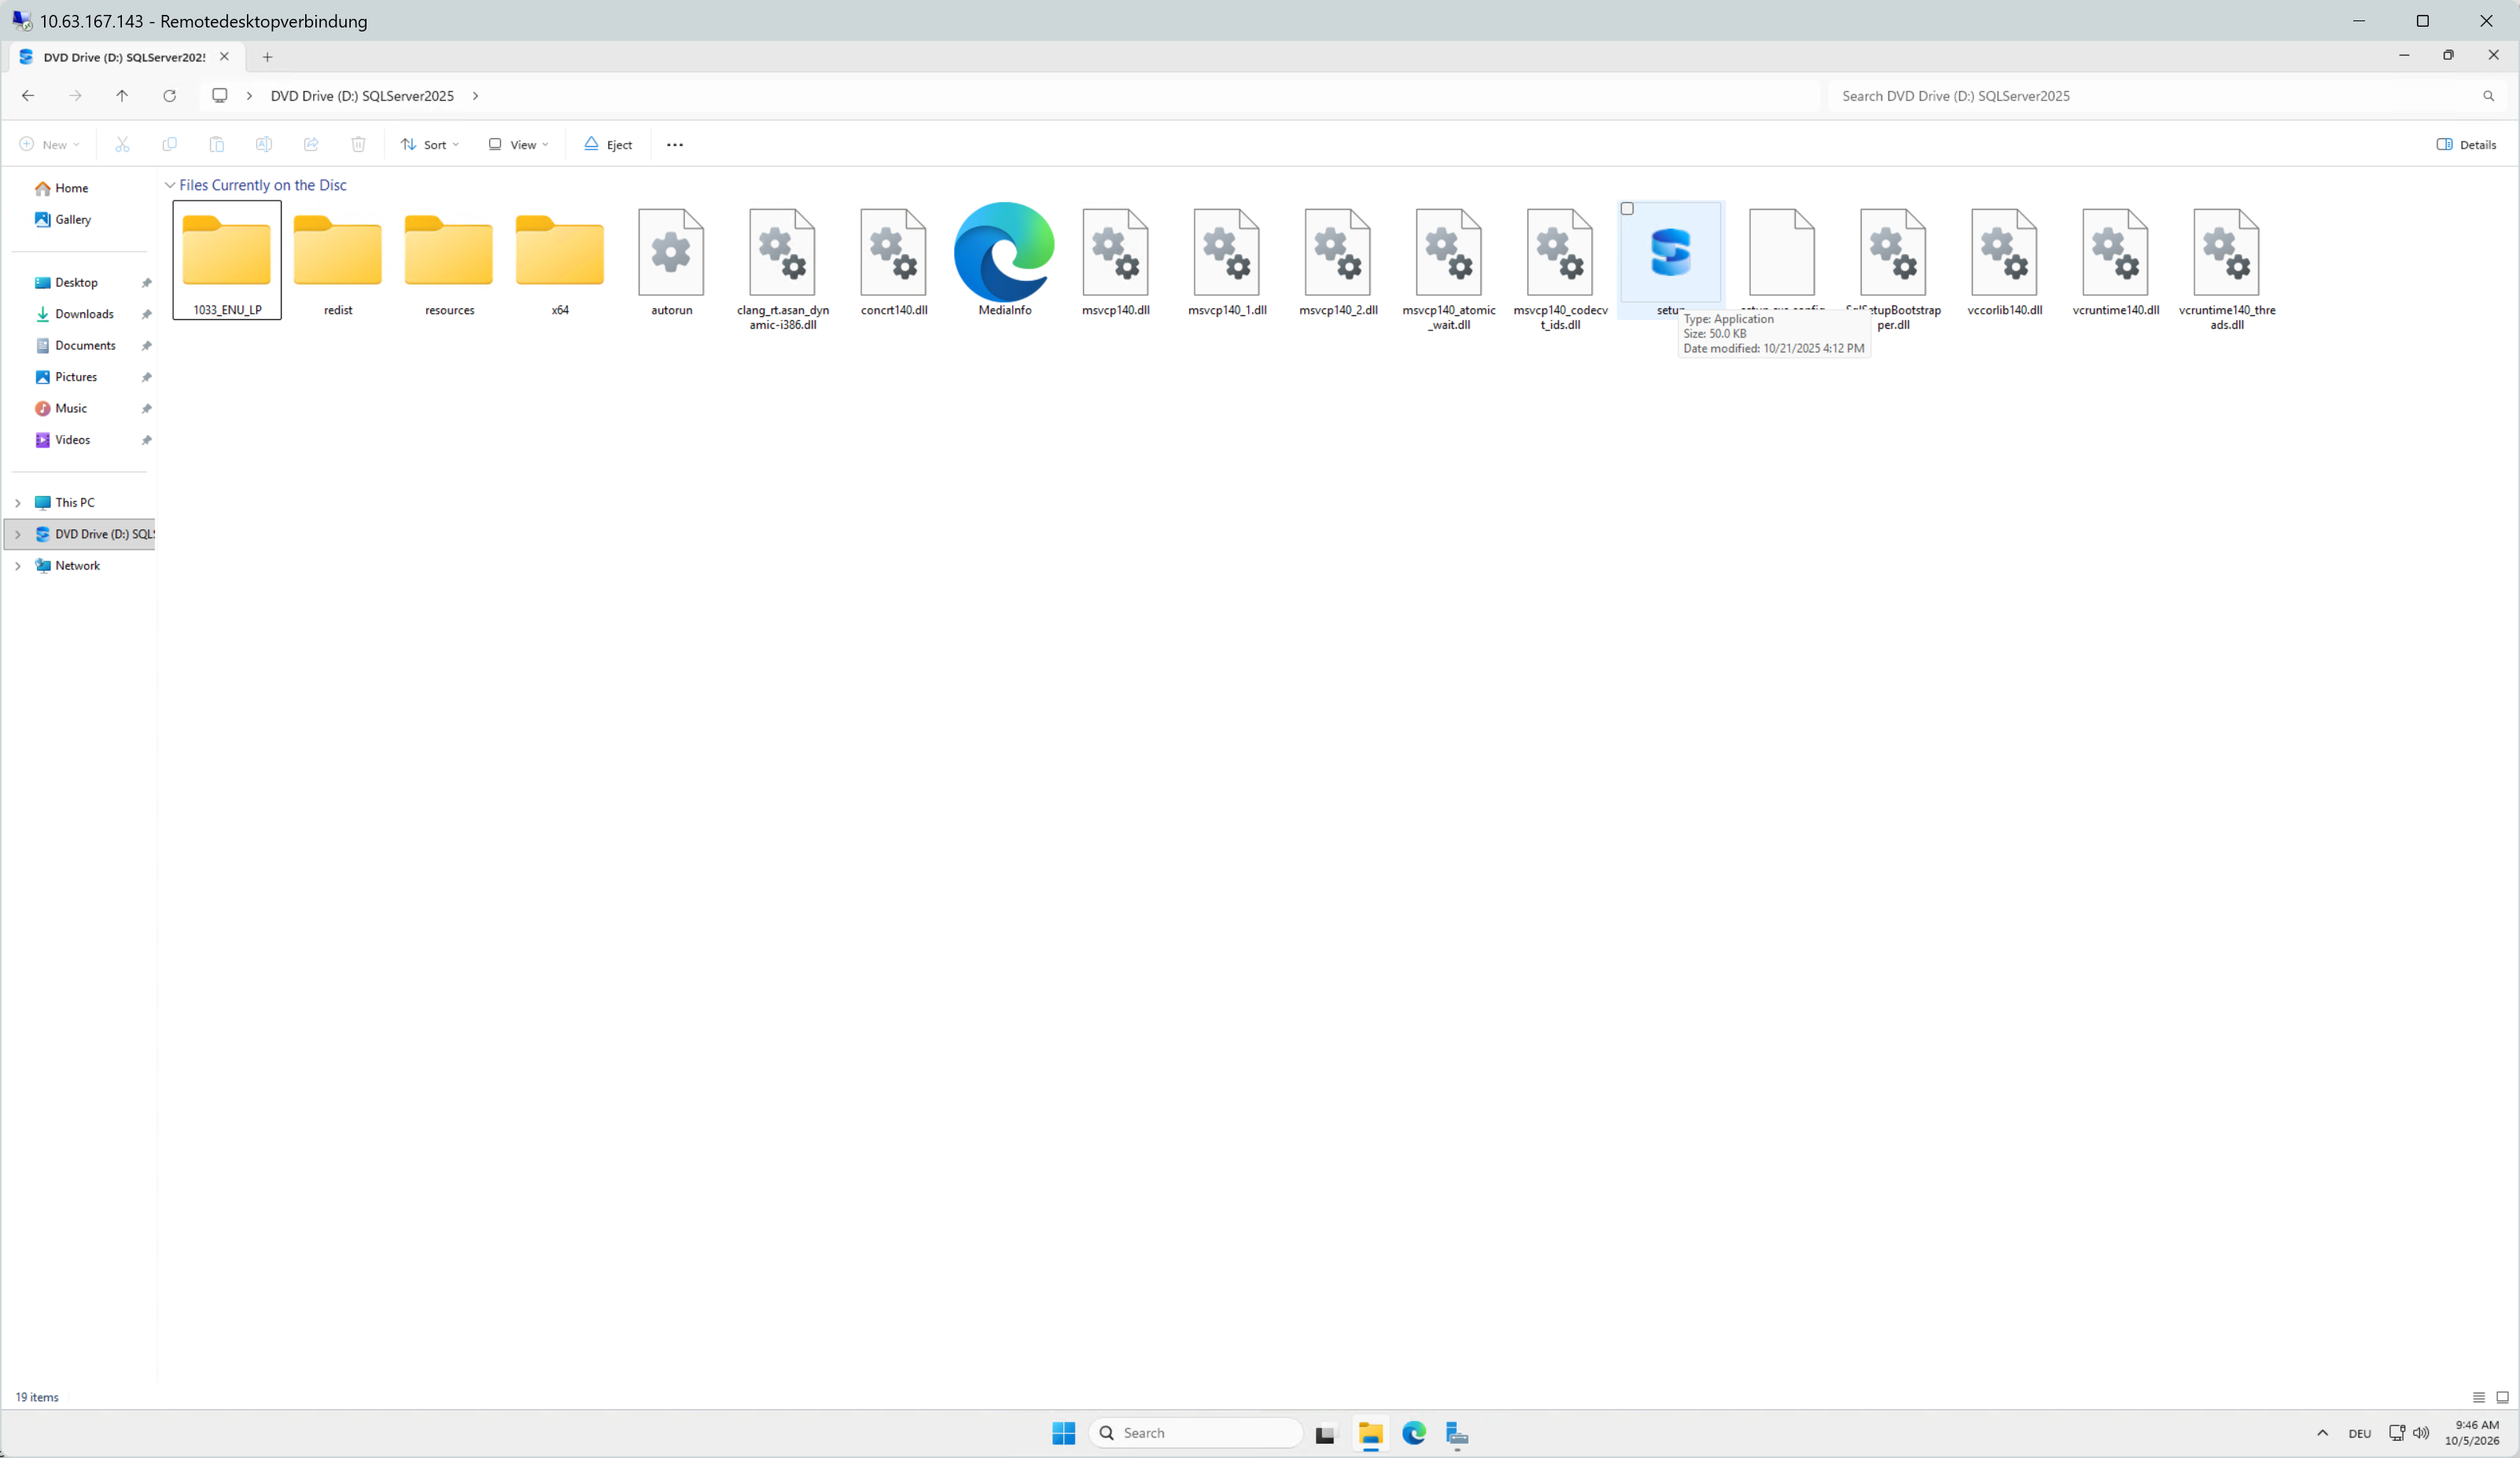 10.63.167.143 - Remotedesktopverbindung
DVD Drive (D:) SQLServer202!
DVD Drive (D:) SQLServer2025
Search DVD Drive (D:) SQLServer2025
New
Sort
View
Eject
Details
Home
Gallery
Desktop
Downloads
Documents
Pictures
Music
Videos
This PC
DVD Drive (D:) SQLS
Network
Files Currently on the Disc
1033_ENU_LP
redist
resources
x64
autorun
clang_rt.asan_dyn
amic-i386.dll
concrt140.dll
MediaInfo
msvcp140.dll
msvcp140_1.dll
msvcp140_2.dll
msvcp140_atomic
_wait.dll
msvcp140_codecv
t_ids.dll
setup
SqlSetupBootstrap
per.dll
vccorlib140.dll
vcruntime140.dll
vcruntime140_thre
ads.dll
Type: Application
Size: 50.0 KB
Date modified: 10/21/2025 4:12 PM
19 items
Search
DEU
9:46 AM
10/5/2026